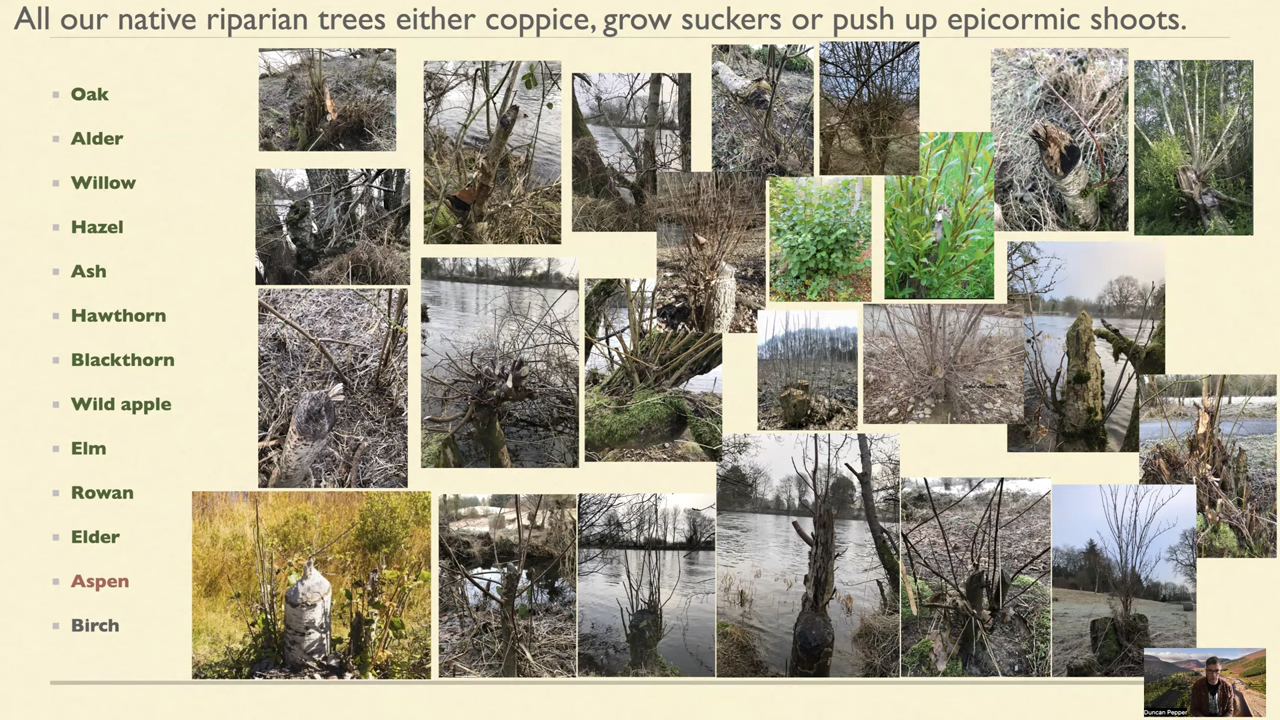 All our native riparian trees either coppice, grow suckers or push up epicormic shoots.
Oak
Alder
Willow
Hazel
Ash
Hawthorn
Blackthorn
Wild apple
Elm
Rowan
Elder
Aspen
Birch
Duncan Pepper